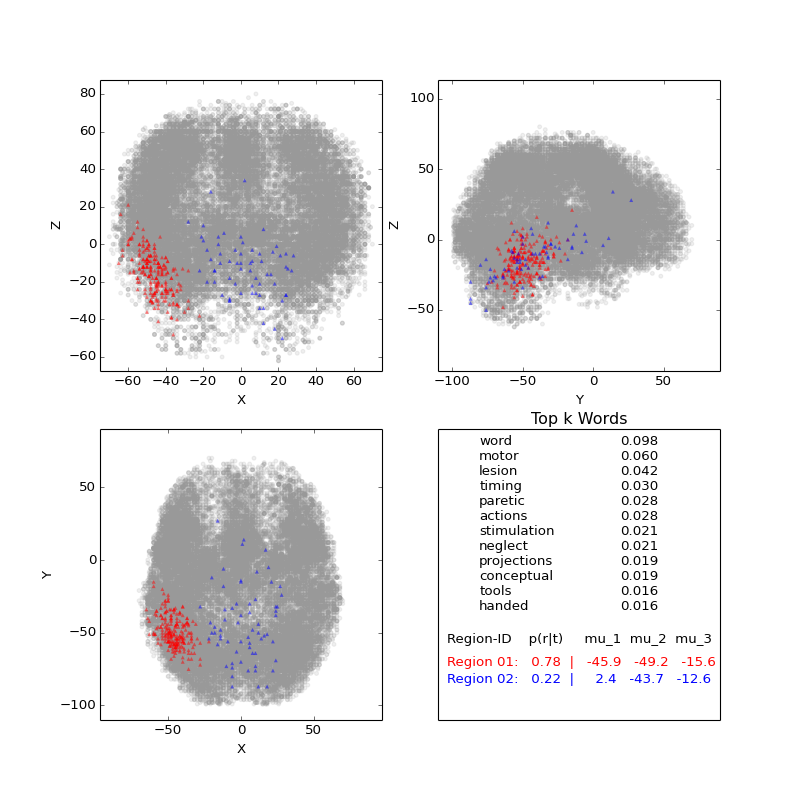 80
60
40
20
0
−20
−40
−60
Z
−60 −40 −20 0 20 40 60
X
100
50
0
−50
Z
−100 −50 0 50
Y
50
0
−50
−100
Y
−50 0 50
X
Top k Words
word 0.098
motor 0.060
lesion 0.042
timing 0.030
paretic 0.028
actions 0.028
stimulation 0.021
neglect 0.021
projections 0.019
conceptual 0.019
tools 0.016
handed 0.016
Region-ID p(r|t) mu_1 mu_2 mu_3
Region 01: 0.78 | -45.9 -49.2 -15.6
Region 02: 0.22 | 2.4 -43.7 -12.6